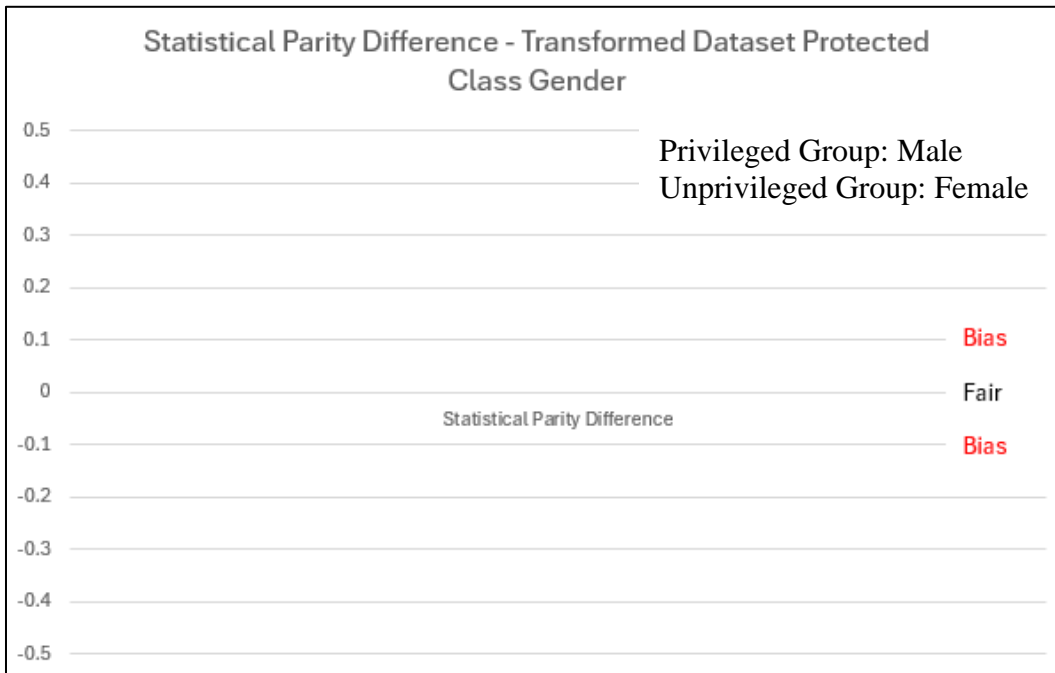 Statistical Parity Difference - Transformed Dataset Protected
Class Gender
0.5
Privileged Group: Male
0.4
Unprivileged Group: Female
0.3
0.2
0.1
Bias
0
Fair
Statistical Parity Difference
-0.1
Bias
-0.2
-0.3
-0.4
-0.5